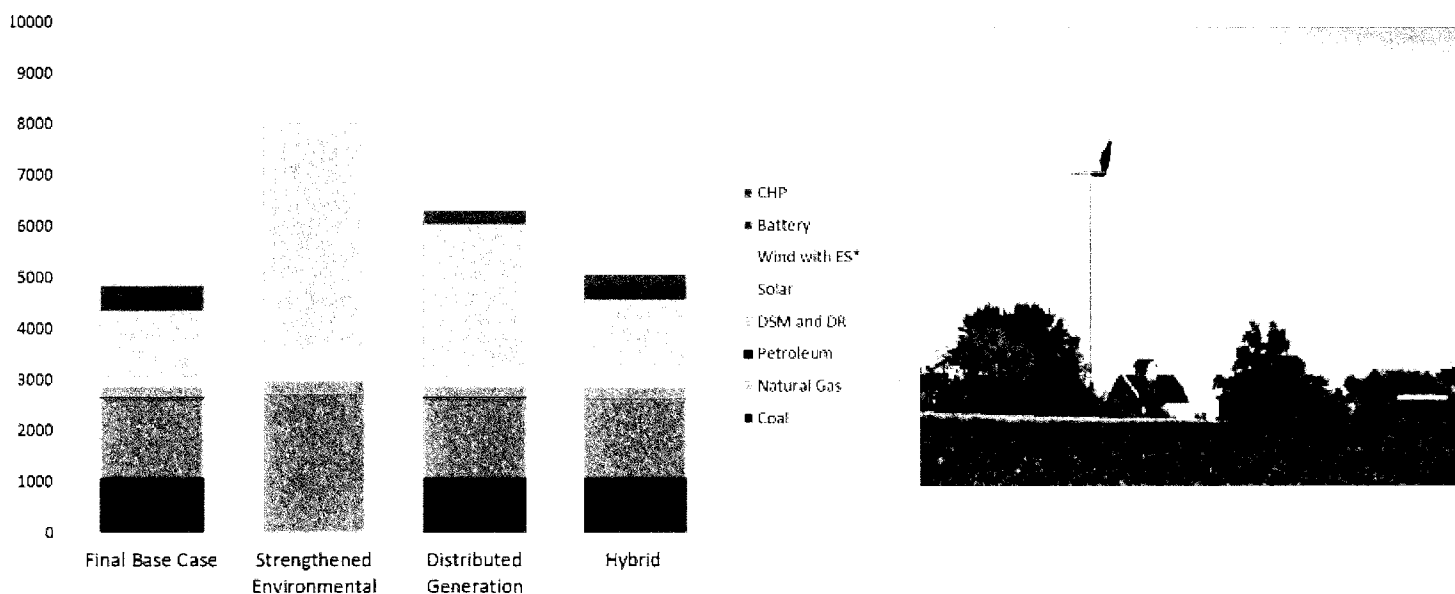 10000
9000
8000
7000
6000
5000
4000
3000
2000
1000
0
Final Base Case
Strengthened
Environmental
Distributed
Generation
Hybrid
CHP
Battery
Wind with ES*
Solar
DSM and DR
Petroleum
Natural Gas
Coal